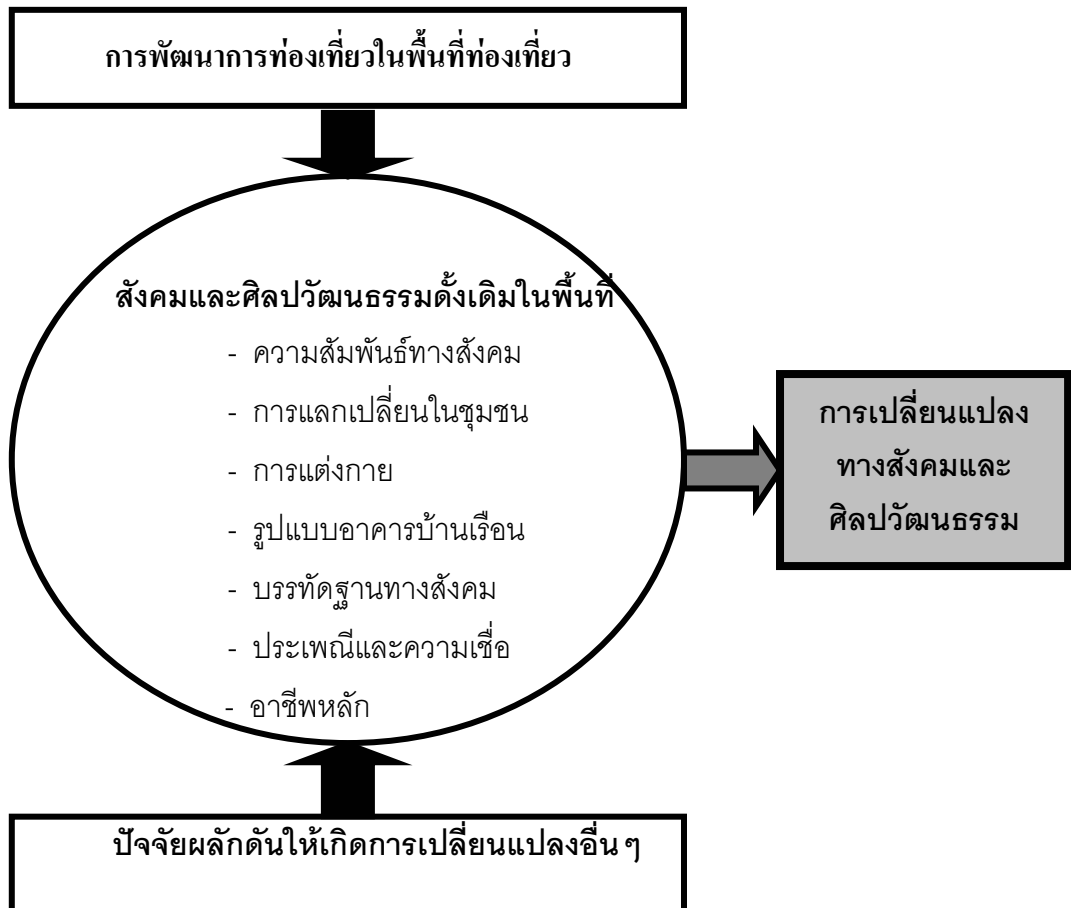 การพัฒนาการท่องเที่ยวในพื้นที่ท่องเที่ยว
สังคมและศิลปวัฒนธรรมดั้งเดิมในพื้นที่
- ความสัมพันธ์ทางสังคม
- การแลกเปลี่ยนในชุมชน
- การแต่งกาย
- รูปแบบอาคารบ้านเรือน
- บรรทัดฐานทางสังคม
- ประเพณีและความเชื่อ
- อาชีพหลัก
การเปลี่ยนแปลง
ทางสังคมและ
ศิลปวัฒนธรรม
ปัจจัยผลักดันให้เกิดการเปลี่ยนแปลงอื่น ๆ